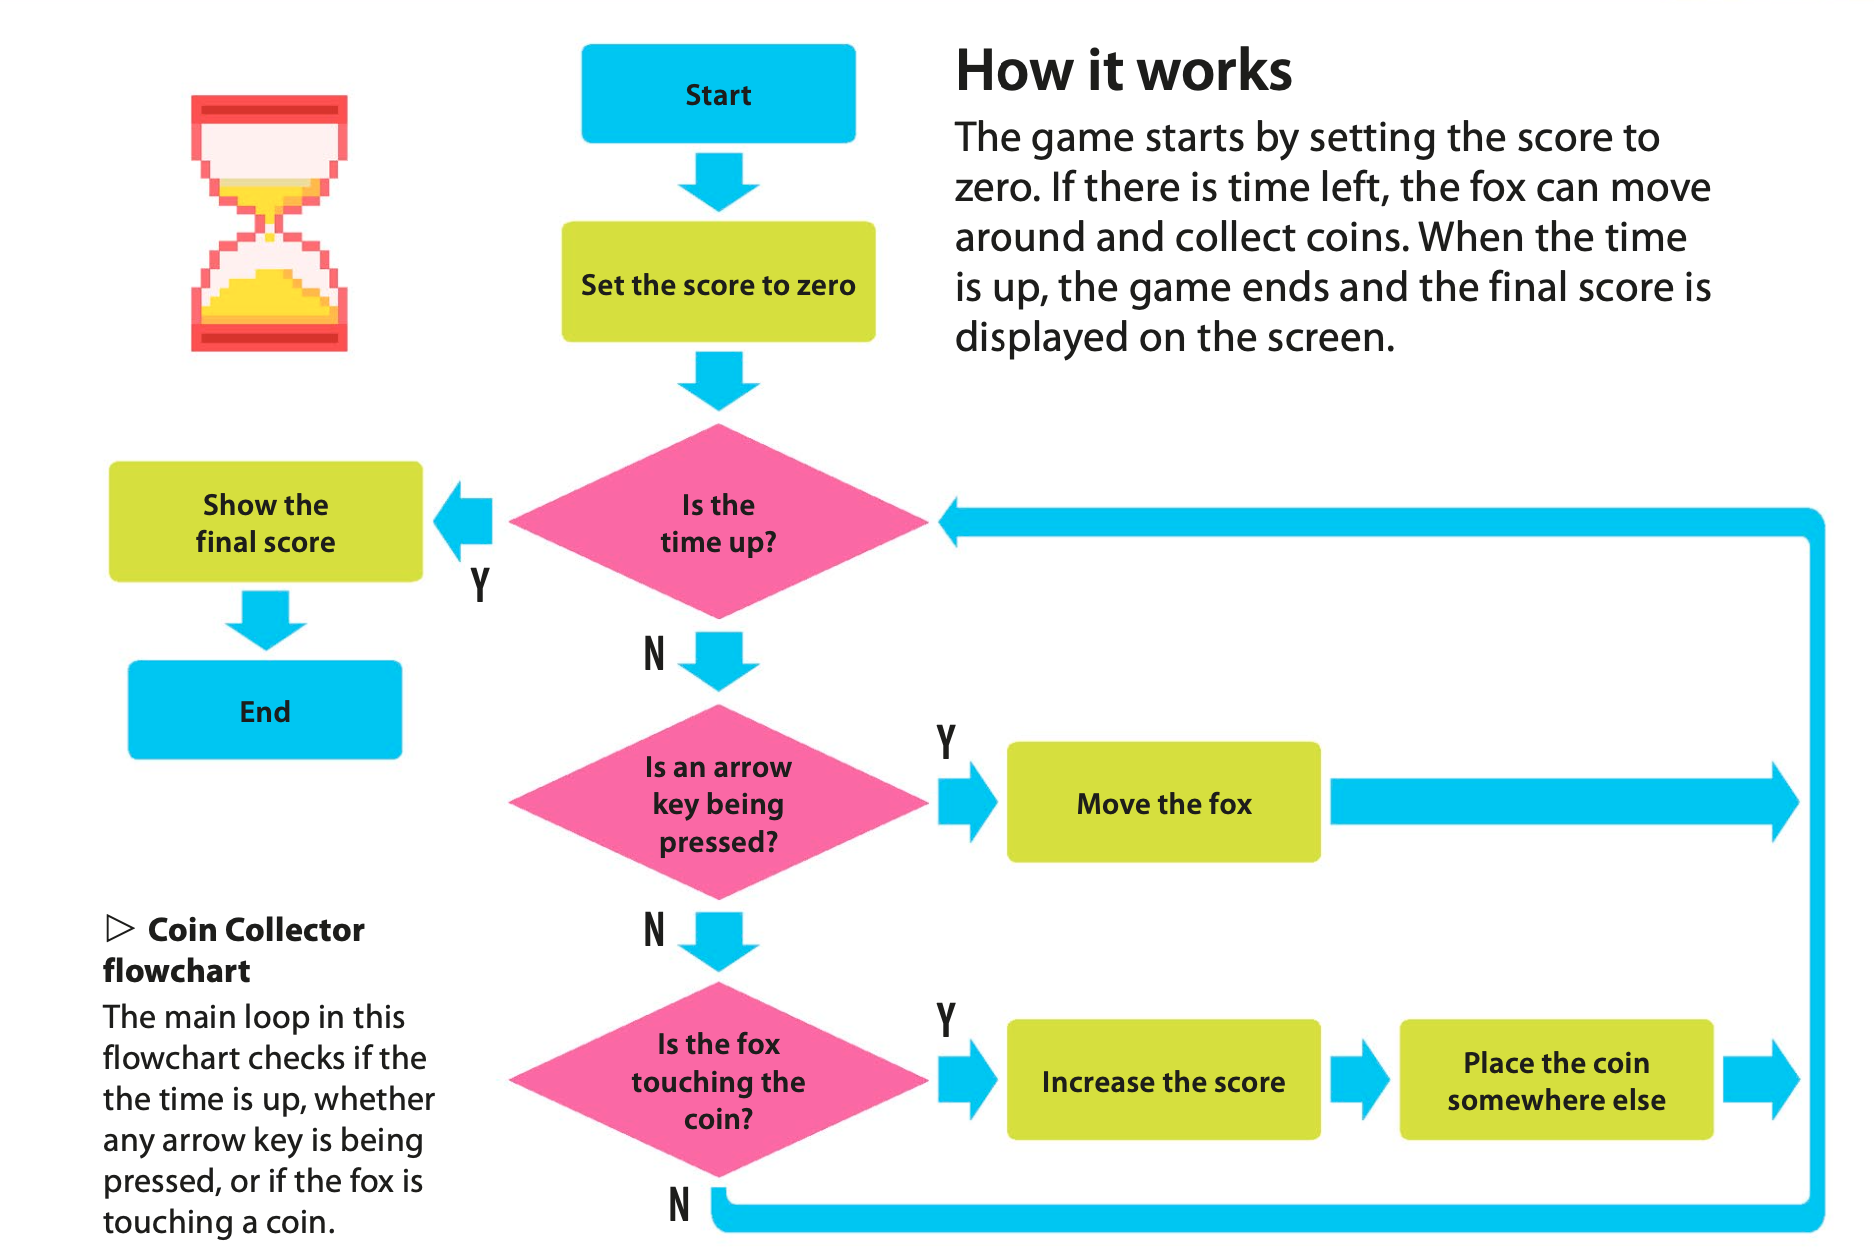 Start
How it works
The game starts by setting the score to
zero. If there is time left, the fox can move
around and collect coins. When the time
is up, the game ends and the final score is
displayed on the screen.
Set the score to zero
Is the
time up?
Y
Show the
final score
End
N
Is an arrow
key being
pressed?
Y
Move the fox
N
Is the fox
touching the
coin?
Y
Increase the score
Place the coin
somewhere else
N
▷ Coin Collector
flowchart
The main loop in this
flowchart checks if the
the time is up, whether
any arrow key is being
pressed, or if the fox is
touching a coin.